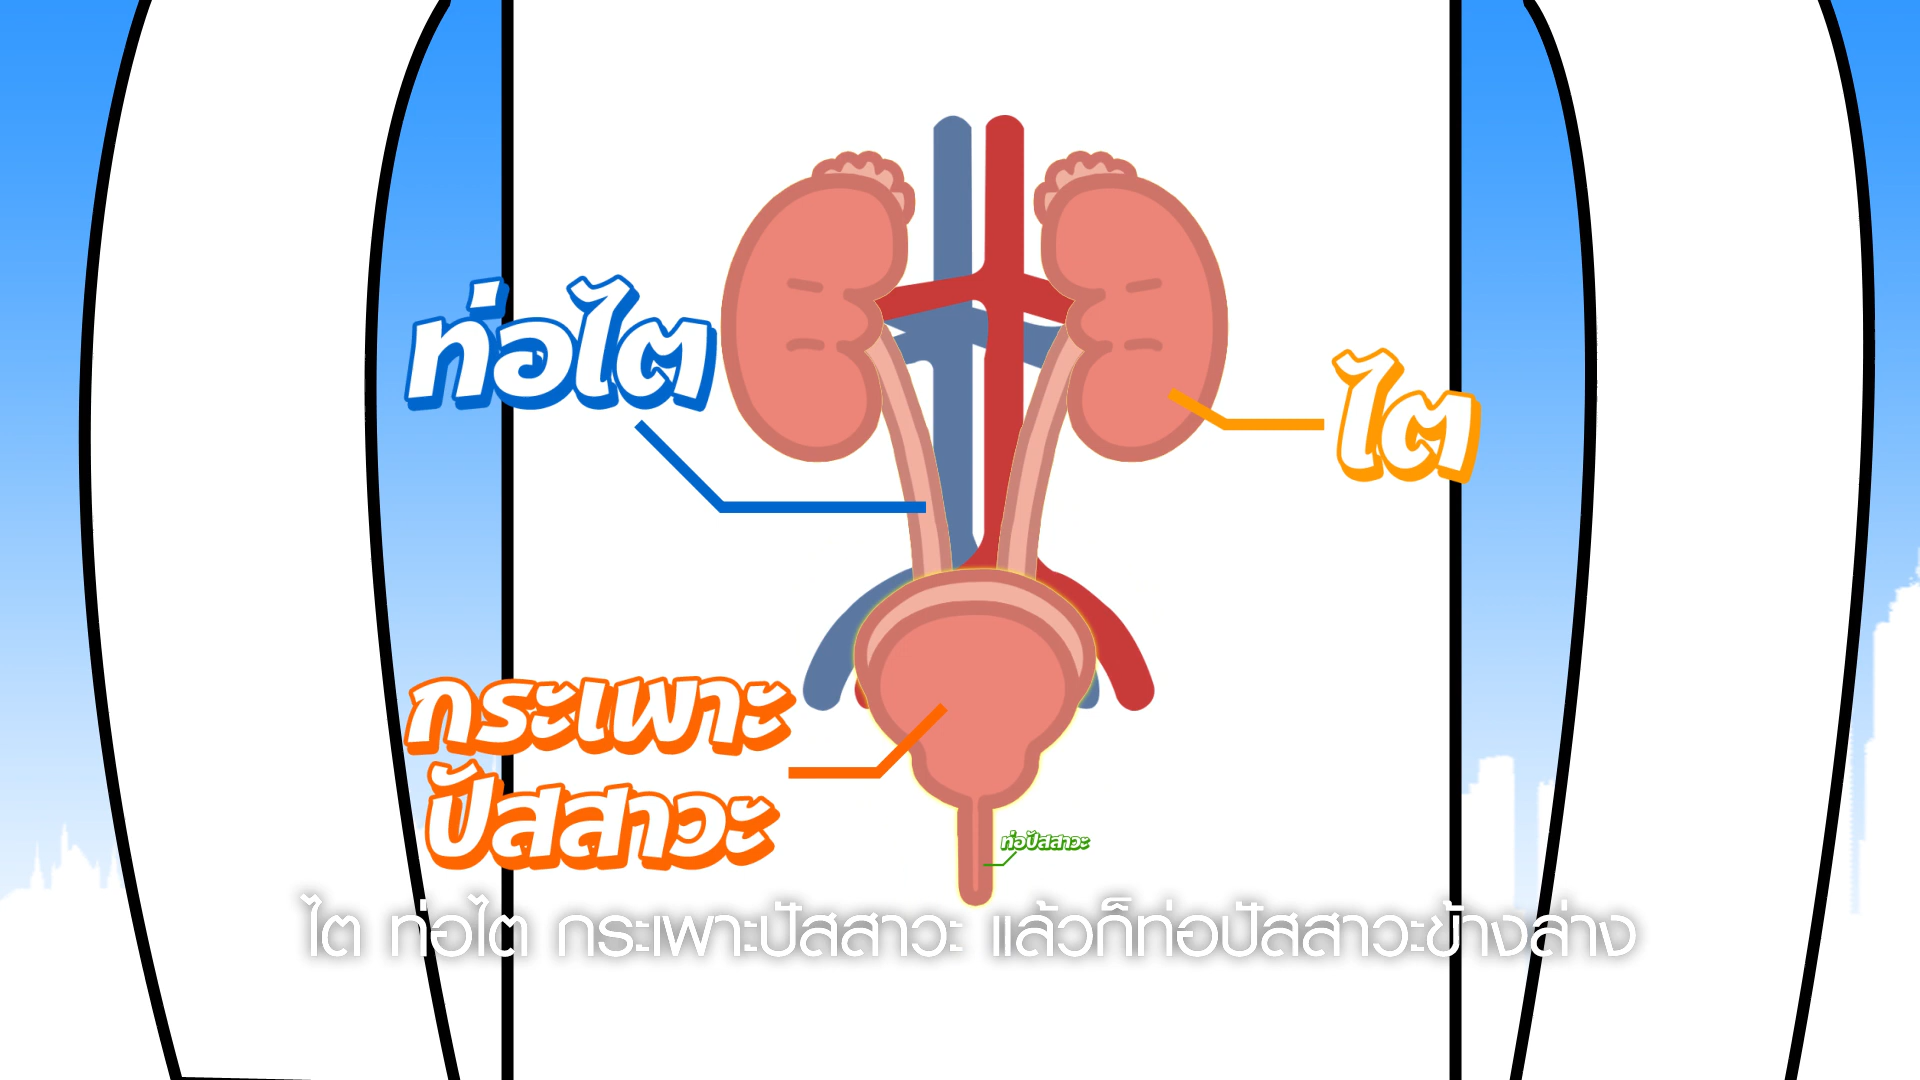 ท่อไต
ไต
กระเพาะ
ปัสสาวะ
ท่อปัสสาวะ
ไต ท่อไต กระเพาะปัสสาวะ แล้วก็ท่อปัสสาวะข้างล่าง